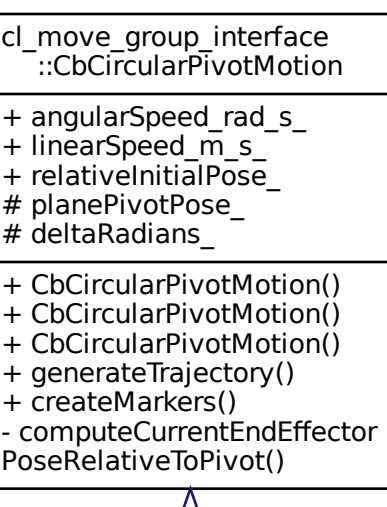 cl_move_group_interface
::CbCircularPivotMotion
+ angularSpeed_rad_s_
+ linearSpeed_m_s_
+ relativeInitialPose_
# planePivotPose_
# deltaRadians_
+ CbCircularPivotMotion()
+ CbCircularPivotMotion()
+ CbCircularPivotMotion()
+ generateTrajectory()
+ createMarkers()
- computeCurrentEndEffector
PoseRelativeToPivot()